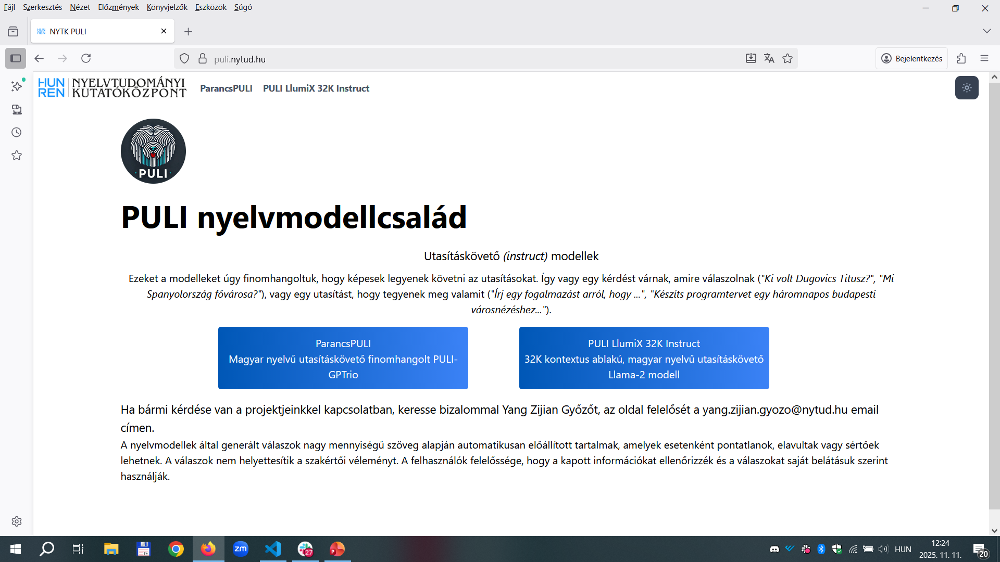 Fájl Szerkesztés Nézet Előzmények Könyvjelzők Eszközök Súgó
HUN REN NYTK PULI
puli.nytud.hu
Bejelentkezés
HUN REN NYELVTUDOMÁNYI KUTATÓKÖZPONT
ParancsPULI PULI LlumiX 32K Instruct
PULI
PULI nyelvmodellcsalád
Utasításkövető (instruct) modellek
Ezeket a modelleket úgy finomhangoltuk, hogy képesek legyenek követni az utasításokat. Így vagy egy kérdést várnak, amire válaszolnak ("Ki volt Dugovics Titusz?", "Mi
Spanyolország fővárosa?"), vagy egy utasítást, hogy tegyenek meg valamit ("Írj egy fogalmazást arról, hogy ...", "Készíts programtervet egy háromnapos budapesti
városnézéshez...").
ParancsPULI
Magyar nyelvű utasításkövető finomhangolt PULI-
GPTrio
PULI LlumiX 32K Instruct
32K kontextus ablakú, magyar nyelvű utasításkövető
Llama-2 modell
Ha bármi kérdése van a projektjeinkkel kapcsolatban, keresse bizalommal Yang Zijian Győzőt, az oldal felelősét a yang.zijian.gyozo@nytud.hu email
címen.
A nyelvmodellek által generált válaszok nagy mennyiségű szöveg alapján automatikusan előállított tartalmak, amelyek esetenként pontatlanok, elavultak vagy sértőek
lehetnek. A válaszok nem helyettesítik a szakértői véleményt. A felhasználók felelőssége, hogy a kapott információkat ellenőrizzék és a válaszokat saját belátásuk szerint
használják.
64
zm
27
P
HUN
12:24
2025. 11. 11.
20